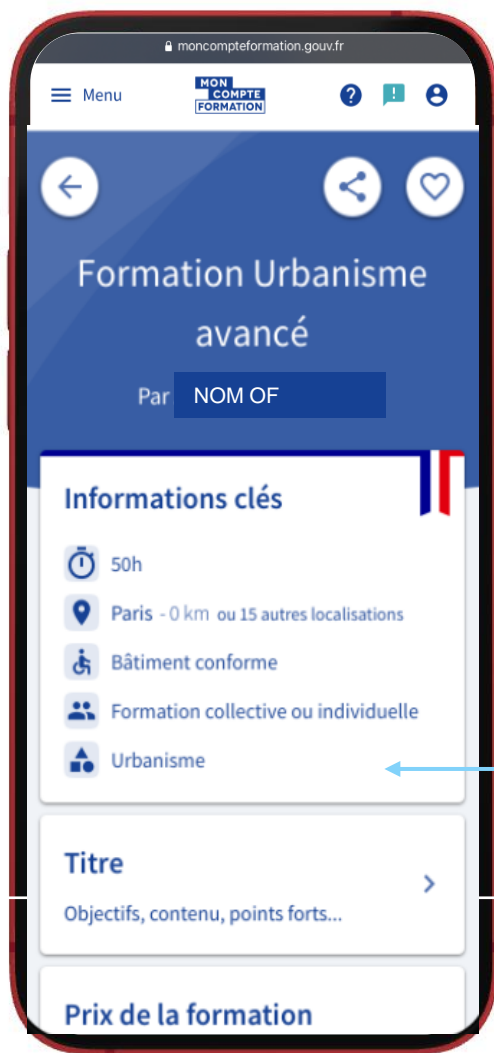 moncompteformation.gouv.fr
Menu
MON
COMPTE
FORMATION
?
!
Formation Urbanisme
avancé
Par NOM OF
Informations clés
50h
Paris - 0 km ou 15 autres localisations
Bâtiment conforme
Formation collective ou individuelle
Urbanisme
Titre
Objectifs, contenu, points forts...
Prix de la formation